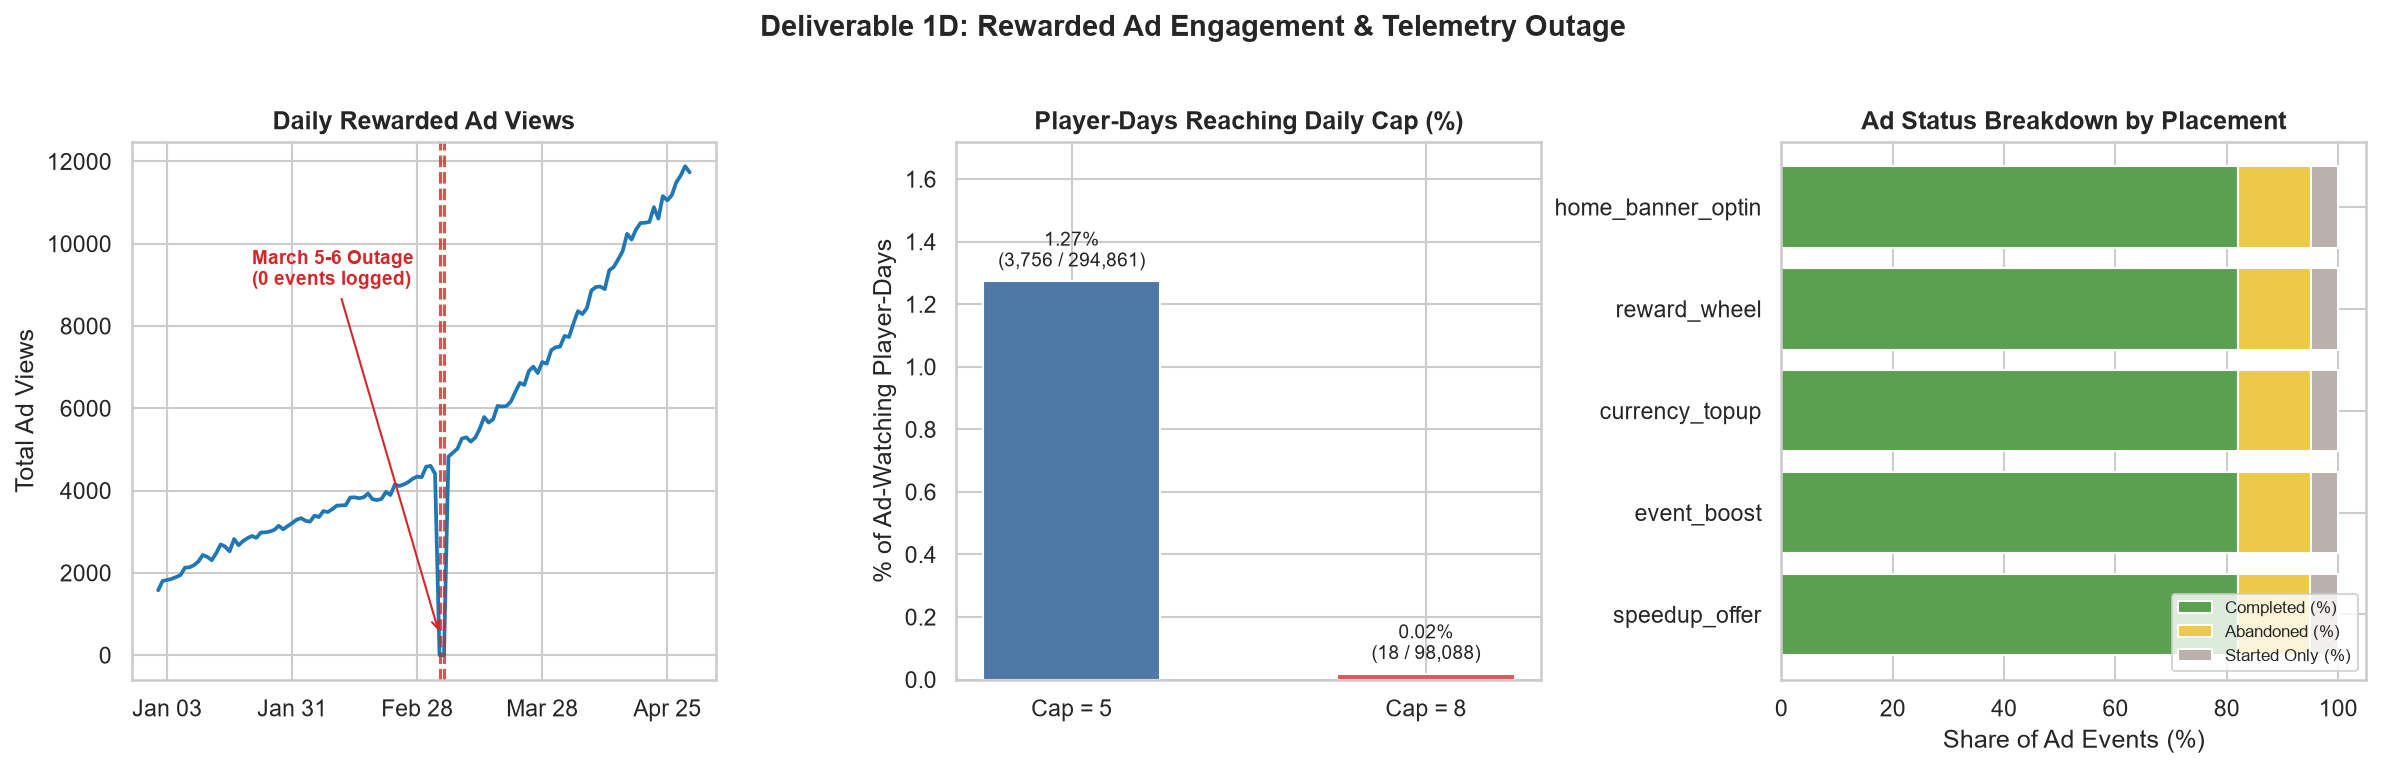 Deliverable 1D: Rewarded Ad Engagement & Telemetry Outage
Daily Rewarded Ad Views
Total Ad Views
12000
10000
8000
6000
4000
2000
0
March 5-6 Outage
(0 events logged)
Jan 03
Jan 31
Feb 28
Mar 28
Apr 25
Player-Days Reaching Daily Cap (%)
% of Ad-Watching Player-Days
1.6
1.4
1.2
1.0
0.8
0.6
0.4
0.2
0.0
1.27%
(3,756 / 294,861)
0.02%
(18 / 98,088)
Cap = 5
Cap = 8
Ad Status Breakdown by Placement
home_banner_optin
reward_wheel
currency_topup
event_boost
speedup_offer
Completed (%)
Abandoned (%)
Started Only (%)
0
20
40
60
80
100
Share of Ad Events (%)